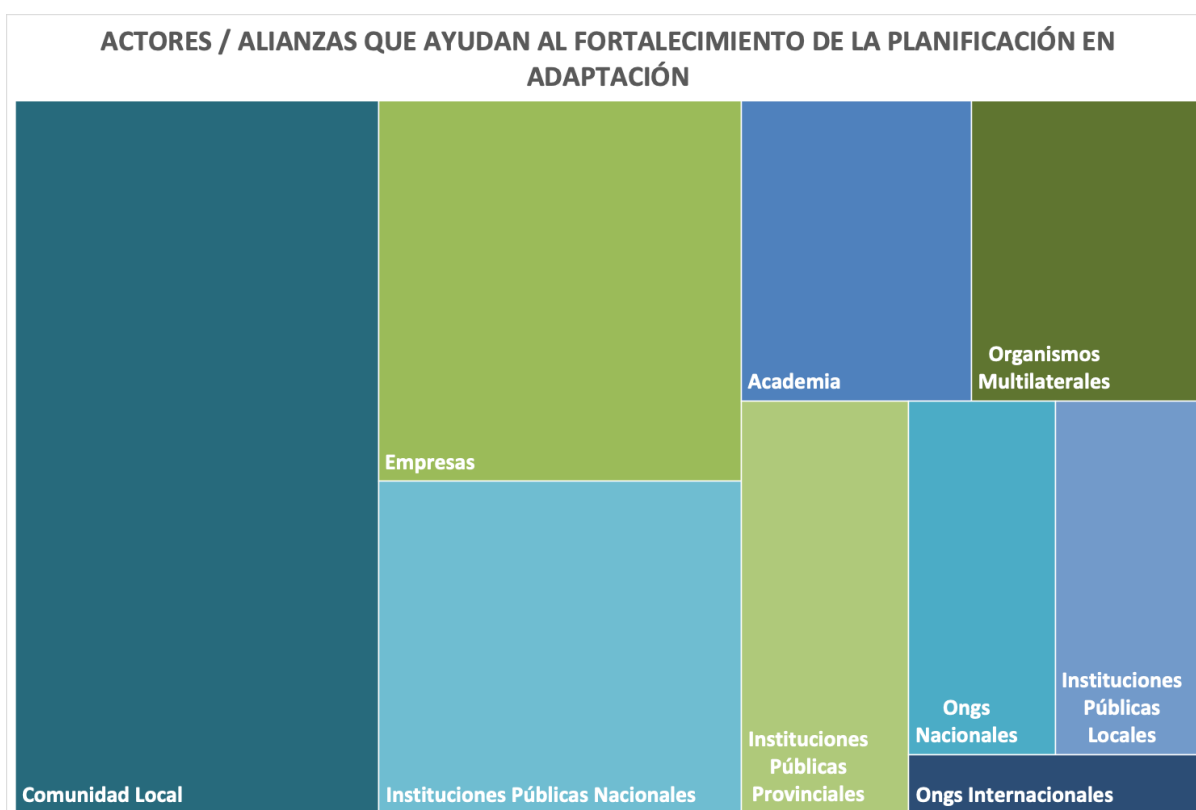 ACTORES / ALIANZAS QUE AYUDAN AL FORTALECIMIENTO DE LA PLANIFICACIÓN EN
ADAPTACIÓN
Comunidad Local
Empresas
Instituciones Públicas Nacionales
Academia
Organismos
Multilaterales
Instituciones
Públicas
Provinciales
Ongs
Nacionales
Instituciones
Públicas
Locales
Ongs Internacionales